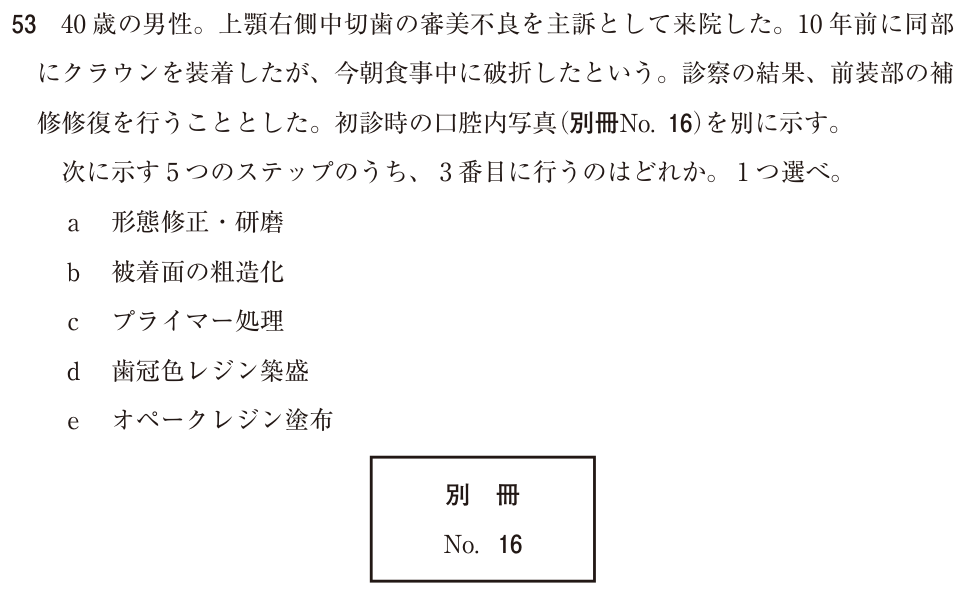 53 40歳の男性。上顎右側中切歯の審美不良を主訴として来院した。10年前に同部
にクラウンを装着したが、今朝食事中に破折したという。診察の結果、前装部の補
修修復を行うこととした。初診時の口腔内写真(別冊No. 16)を別に示す。
次に示す5つのステップのうち、3番目に行うのはどれか。1つ選べ。
a 形態修正・研磨
b 被着面の粗造化
c プライマー処理
d 歯冠色レジン築盛
e オペークレジン塗布
別 冊
No. 16